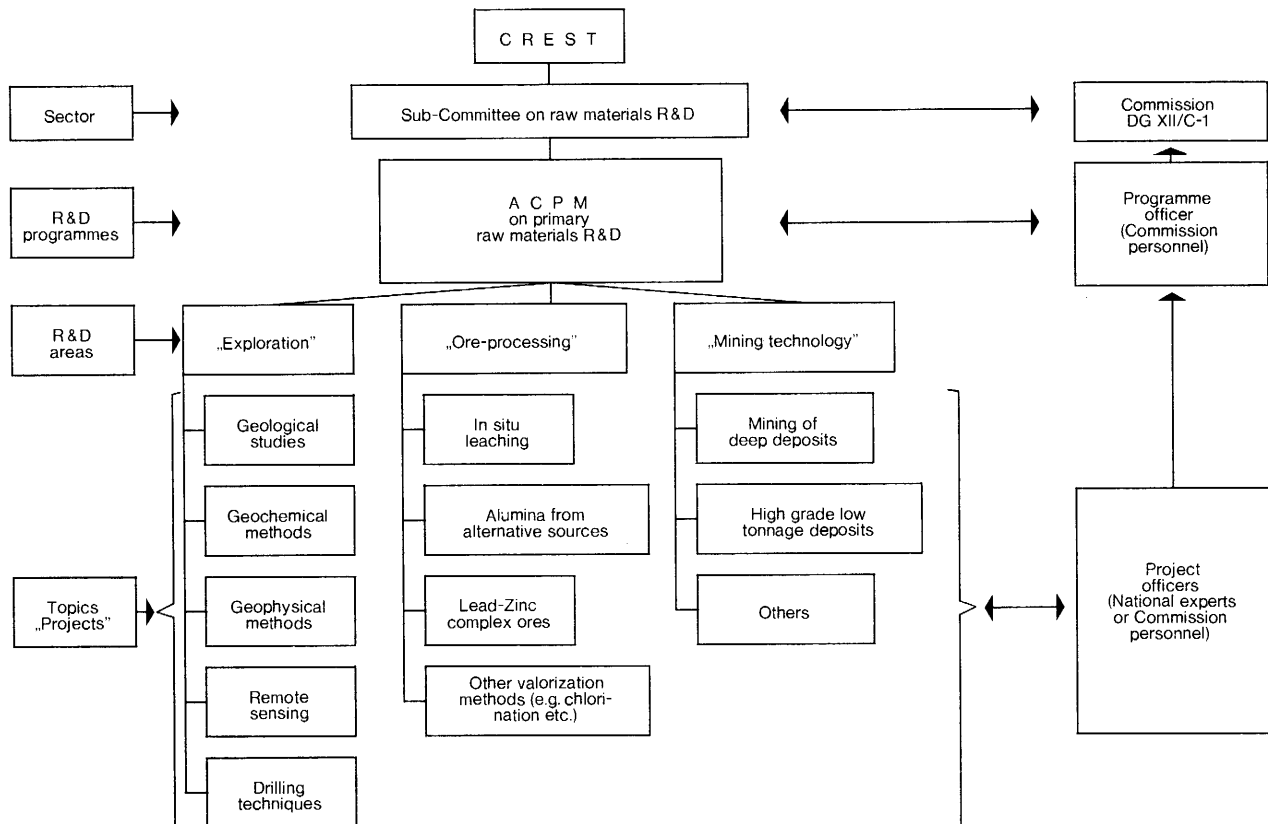 C R E S T
Sector
Sub-Committee on raw materials R&D
Commission
DG XII/C-1
R&D
programmes
A C P M
on primary
raw materials R&D
Programme
officer
(Commission
personnel)
R&D
areas
„Exploration”
„Ore-processing”
„Mining technology”
Geological
studies
In situ
leaching
Mining of
deep deposits
Geochemical
methods
Alumina from
alternative sources
High grade low
tonnage deposits
Topics
„Projects”
Geophysical
methods
Lead-Zinc
complex ores
Others
Project
officers
(National experts
or Commission
personnel)
Remote
sensing
Other valorization
methods (e.g. chlori-
nation etc.)
Drilling
techniques